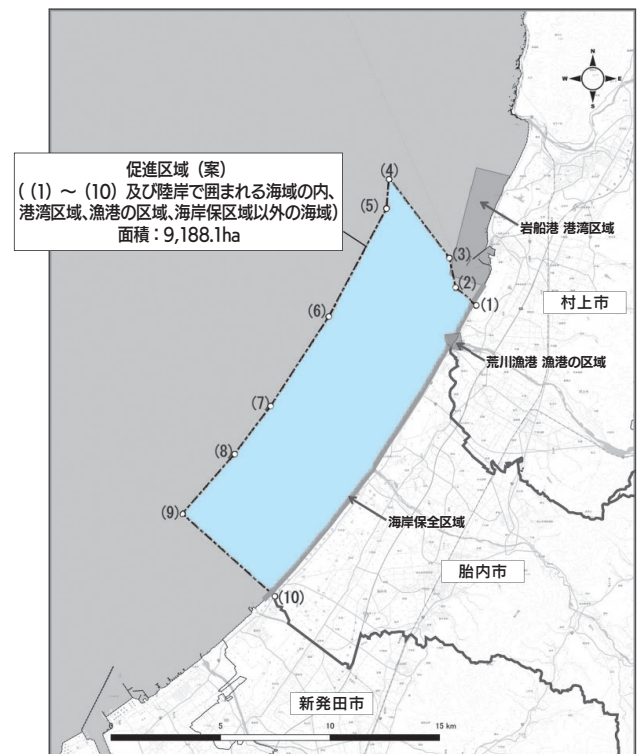 N
W
E
S
促進区域（案）
（(1) ～ (10) 及び陸岸で囲まれる海域の内、
港湾区域、漁港の区域、海岸保区域以外の海域）
面積：9,188.1ha
(4)
(5)
(3)
(2)
(1)
(6)
(7)
(8)
(9)
(10)
岩船港 港湾区域
村上市
荒川漁港 漁港の区域
海岸保全区域
胎内市
新発田市
0
5
10
15 km